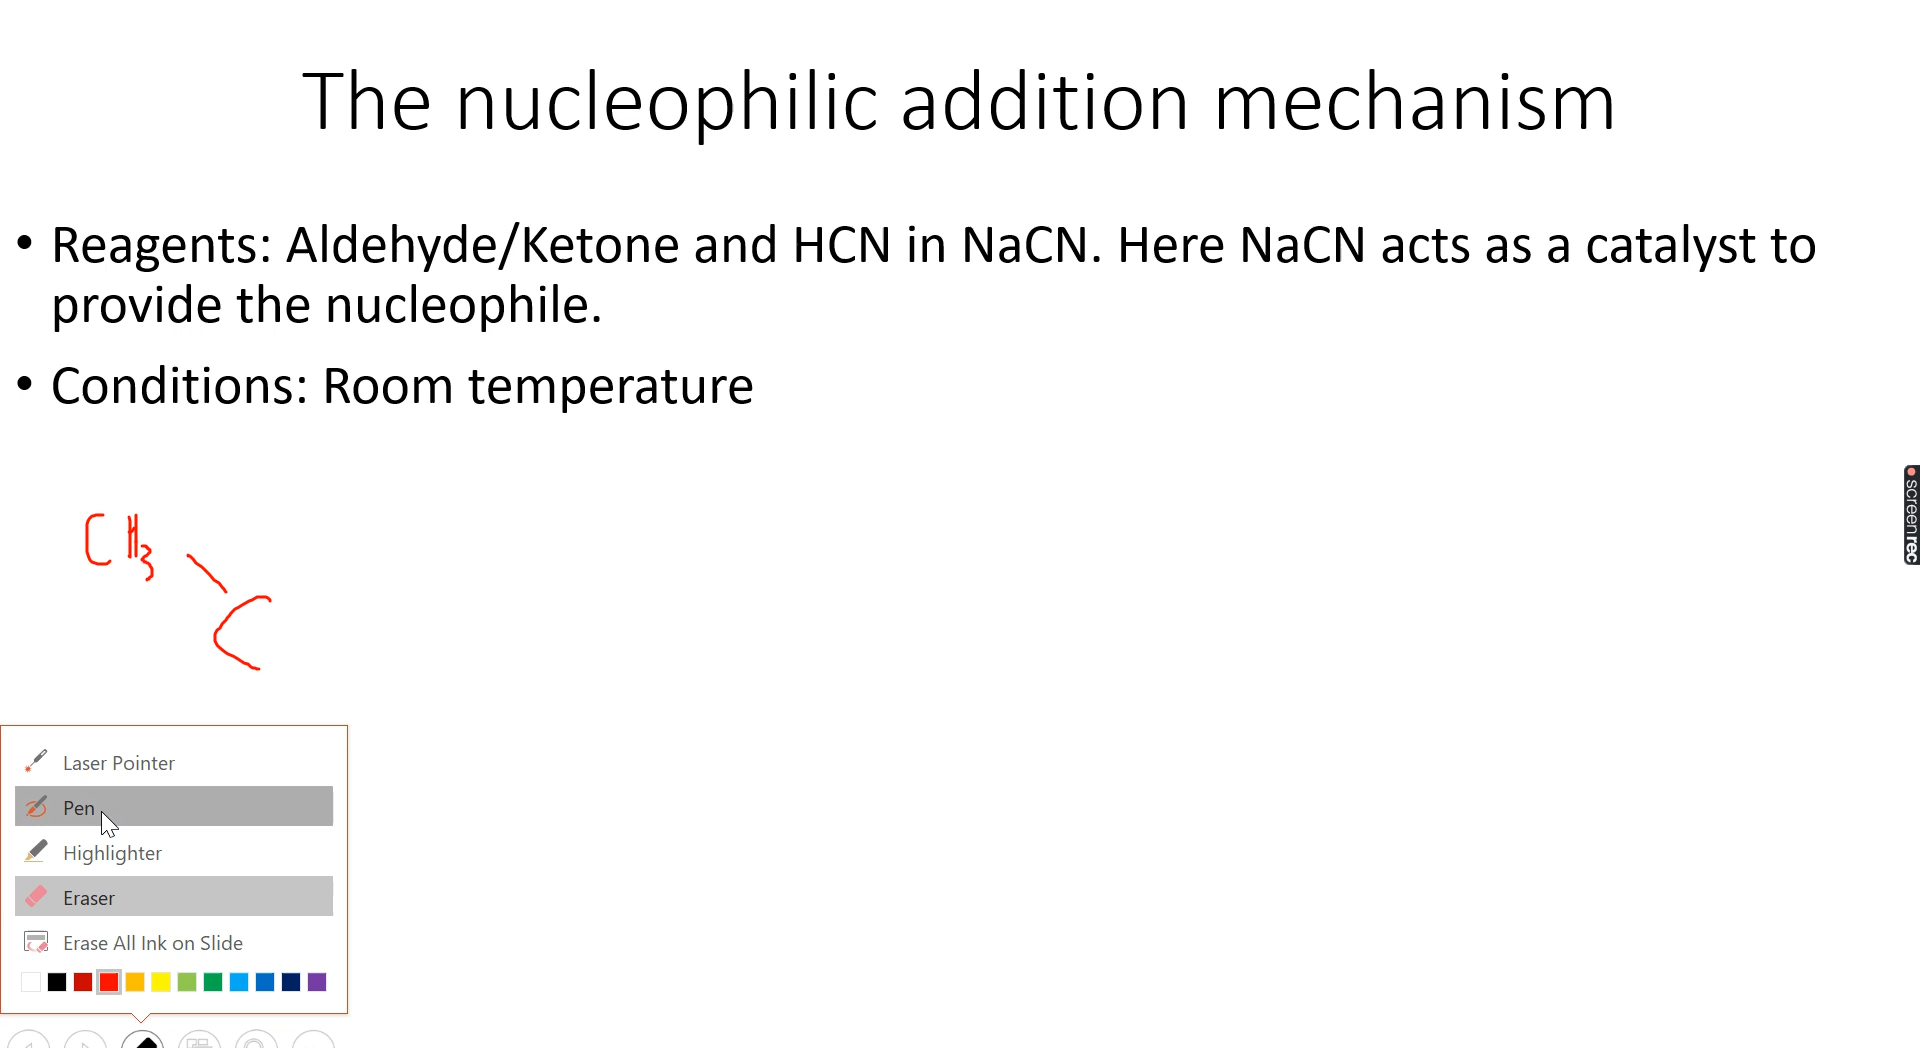 The nucleophilic addition mechanism
• Reagents: Aldehyde/Ketone and HCN in NaCN. Here NaCN acts as a catalyst to
provide the nucleophile.
• Conditions: Room temperature
CH3
C
Laser Pointer
Pen
Highlighter
Eraser
Erase All Ink on Slide
screenrec